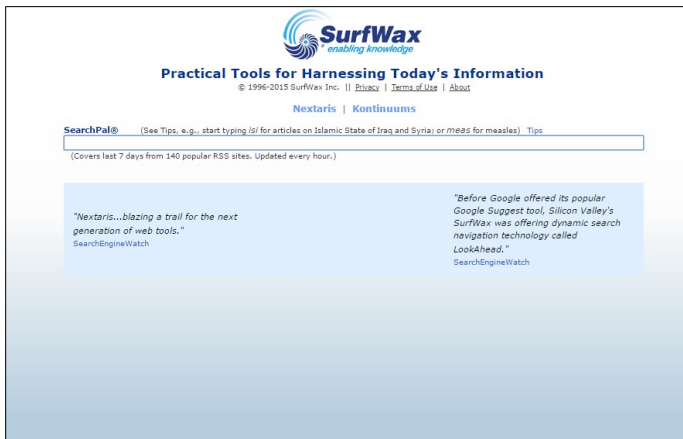 SurfWax
enabling knowledge
Practical Tools for Harnessing Today's Information
© 1996-2015 SurfWax Inc. || Privacy | Terms of Use | About
Nextaris | Kontinuums
SearchPal® (See Tips, e.g., start typing isi for articles on Islamic State of Iraq and Syria; or meas for measles) Tips
(Covers last 7 days from 140 popular RSS sites. Updated every hour.)
"Nextaris...blazing a trail for the next
generation of web tools."
SearchEngineWatch
"Before Google offered its popular
Google Suggest tool, Silicon Valley's
SurfWax was offering dynamic search
navigation technology called
LookAhead."
SearchEngineWatch